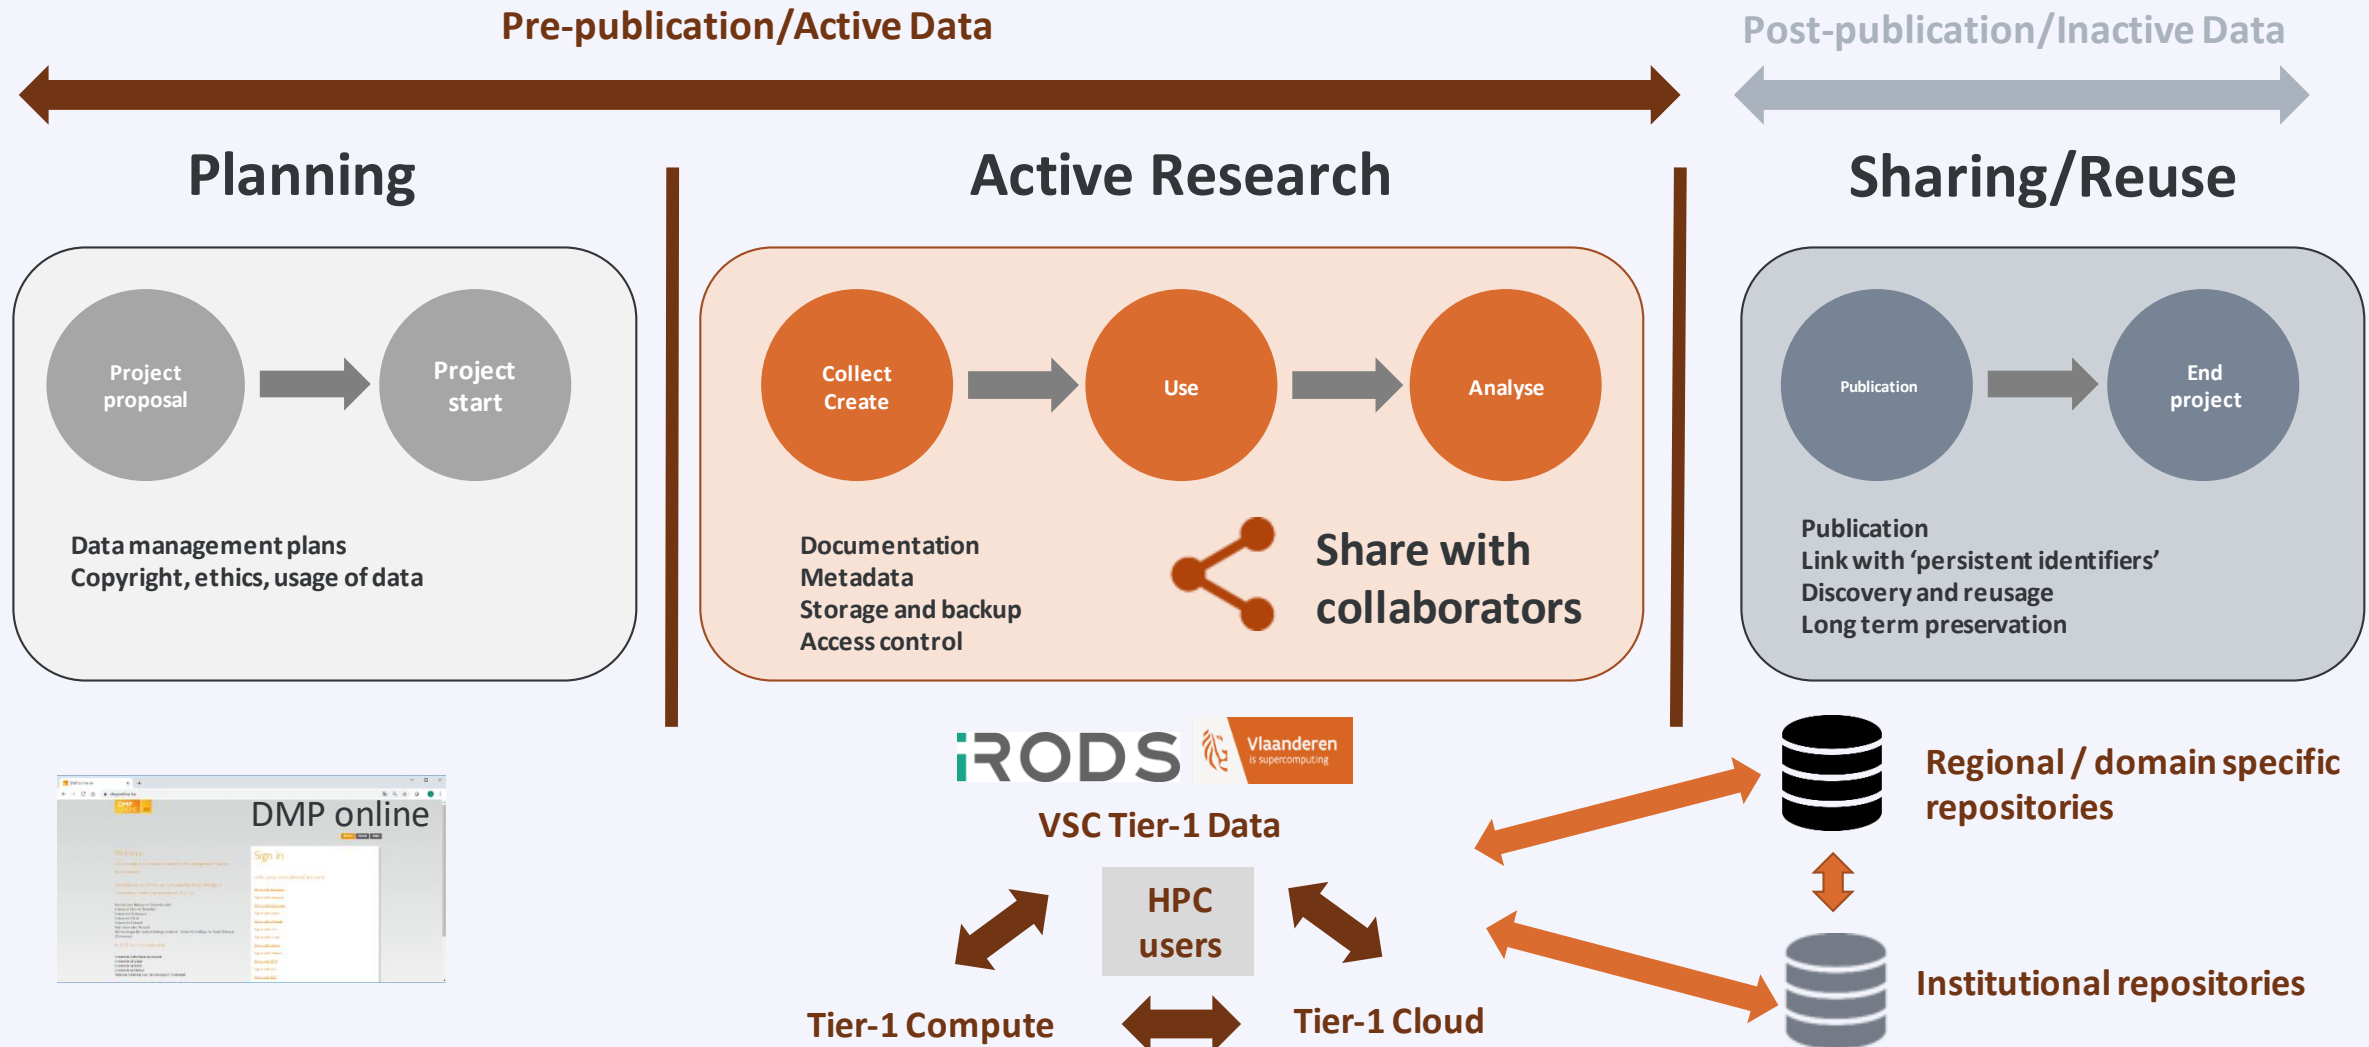 Pre-publication/Active Data
Post-publication/Inactive Data
Planning
Active Research
Sharing/Reuse
Project
proposal
Project
start
Data management plans
Copyright, ethics, usage of data
Collect
Create
Use
Analyse
Documentation
Metadata
Storage and backup
Access control
Share with
collaborators
Publication
End
project
Publication
Link with ‘persistent identifiers’
Discovery and reusage
Long term preservation
DMP online
Welcome
Sign in
iRODS
Vlaanderen
is supercomputing
VSC Tier-1 Data
HPC
users
Tier-1 Compute
Tier-1 Cloud
Regional / domain specific
repositories
Institutional repositories